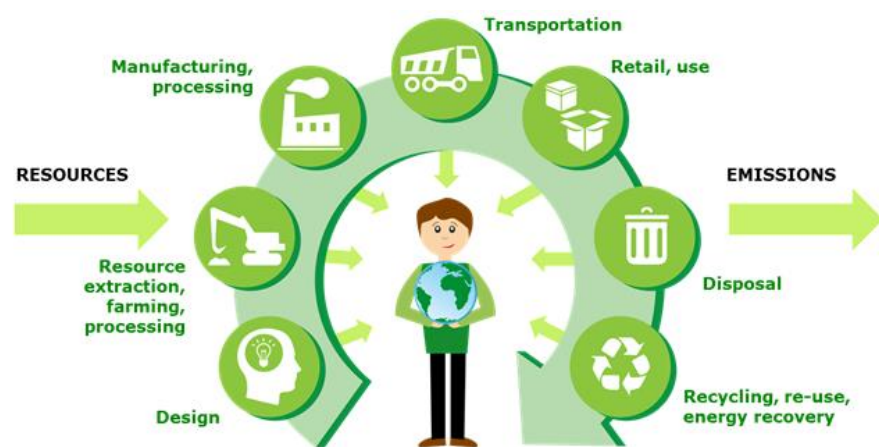 Transportation
Manufacturing,
processing
Retail, use
RESOURCES
EMISSIONS
Resource
extraction,
farming,
processing
Disposal
Design
Recycling, re-use,
energy recovery